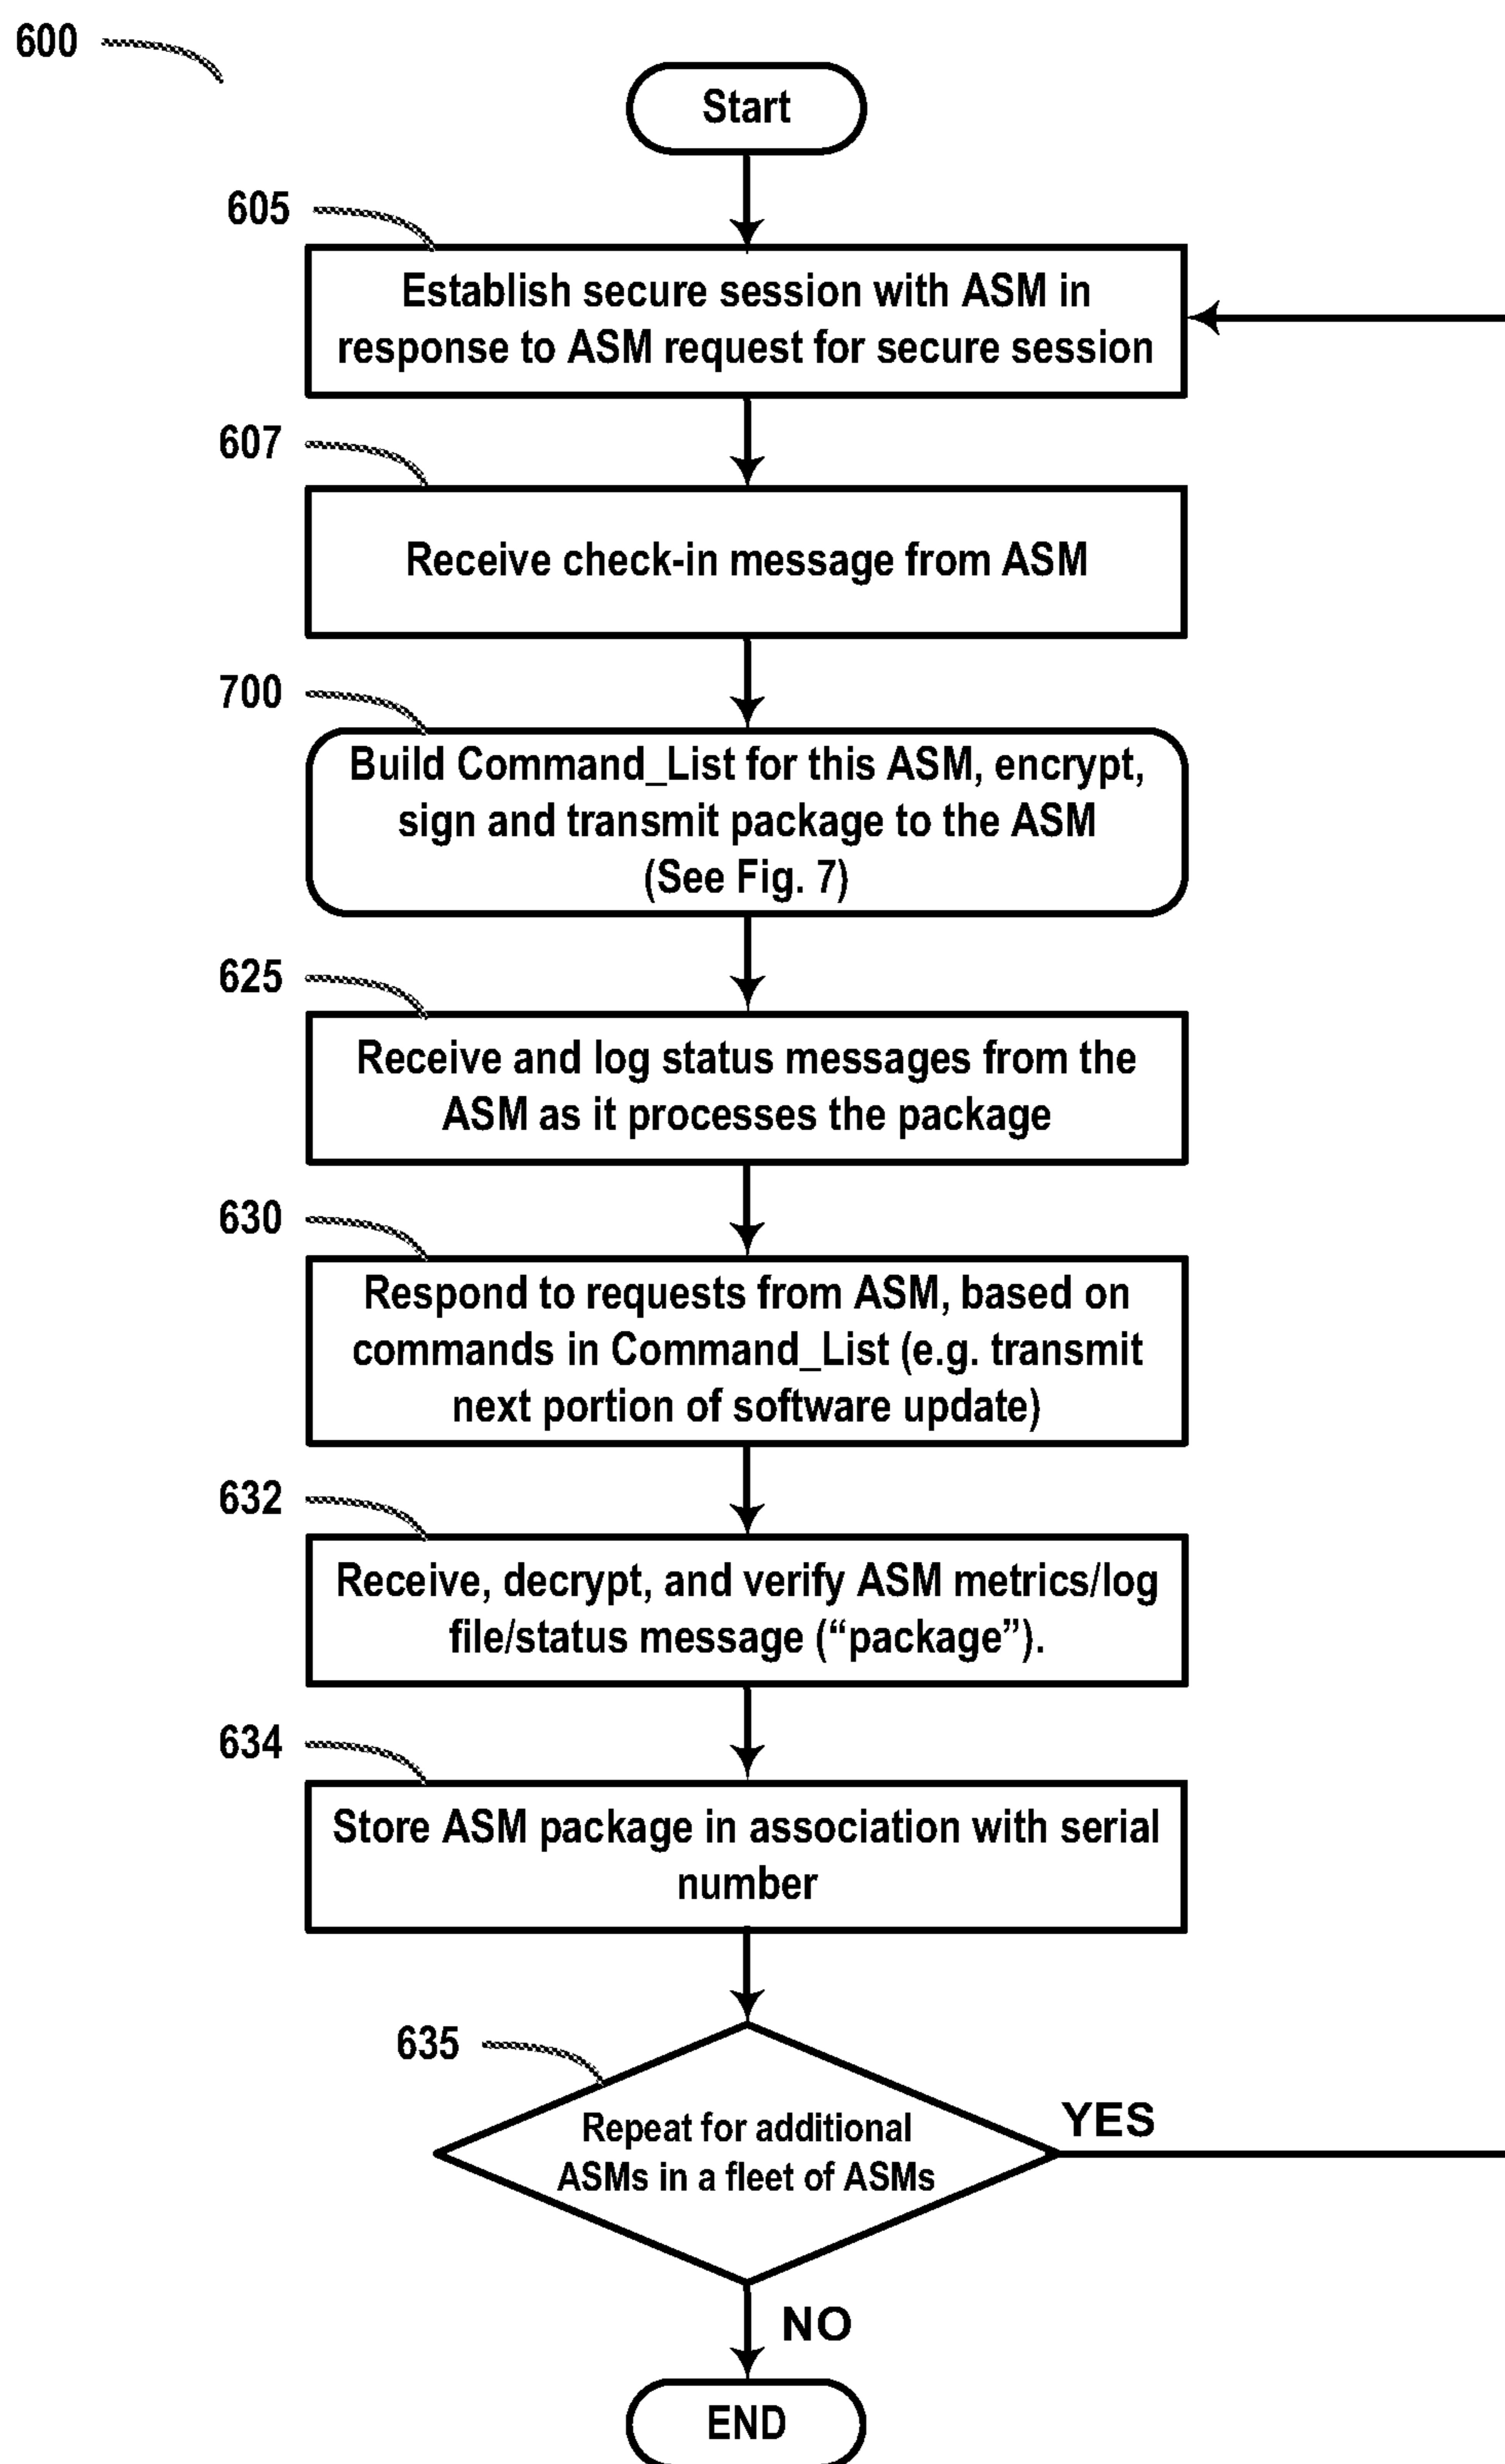 600
Start
605
Establish secure session with ASM in
response to ASM request for secure session
607
Receive check-in message from ASM
700
Build Command_List for this ASM, encrypt,
sign and transmit package to the ASM
(See Fig. 7)
625
Receive and log status messages from the
ASM as it processes the package
630
Respond to requests from ASM, based on
commands in Command_List (e.g. transmit
next portion of software update)
632
Receive, decrypt, and verify ASM metrics/log
file/status message (“package”).
634
Store ASM package in association with serial
number
635
Repeat for additional
ASMs in a fleet of ASMs
YES
NO
END